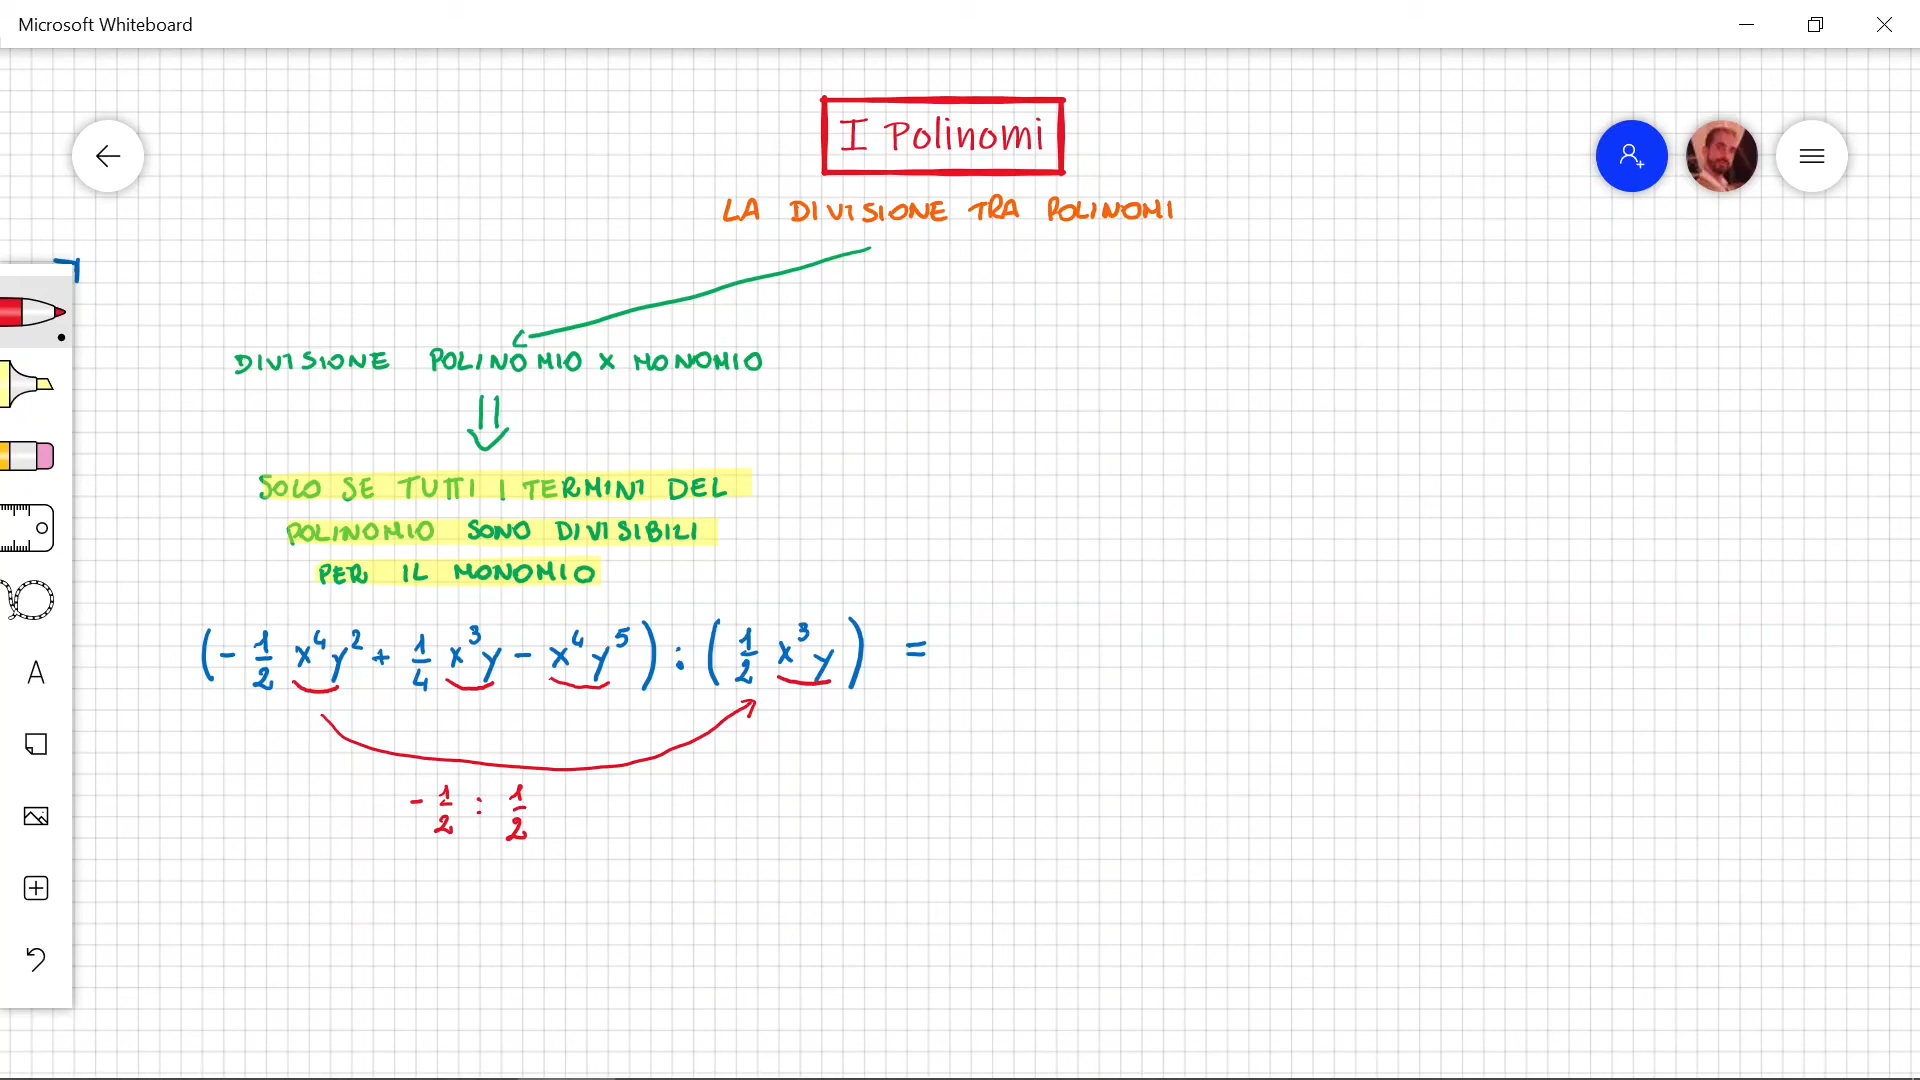 Microsoft Whiteboard
I Polinomi
LA DIVISIONE TRA POLINOMI
DIVISIONE POLINOMIO X MONOMIO
SOLO SE TUTTI I TERMINI DEL
POLINOMIO SONO DIVISIBILI
PER IL MONOMIO
(-1/2 x⁴y² + 1/4 x³y - x⁴y⁵) : (1/2 x³y) =
-1/2 : 1/2
A